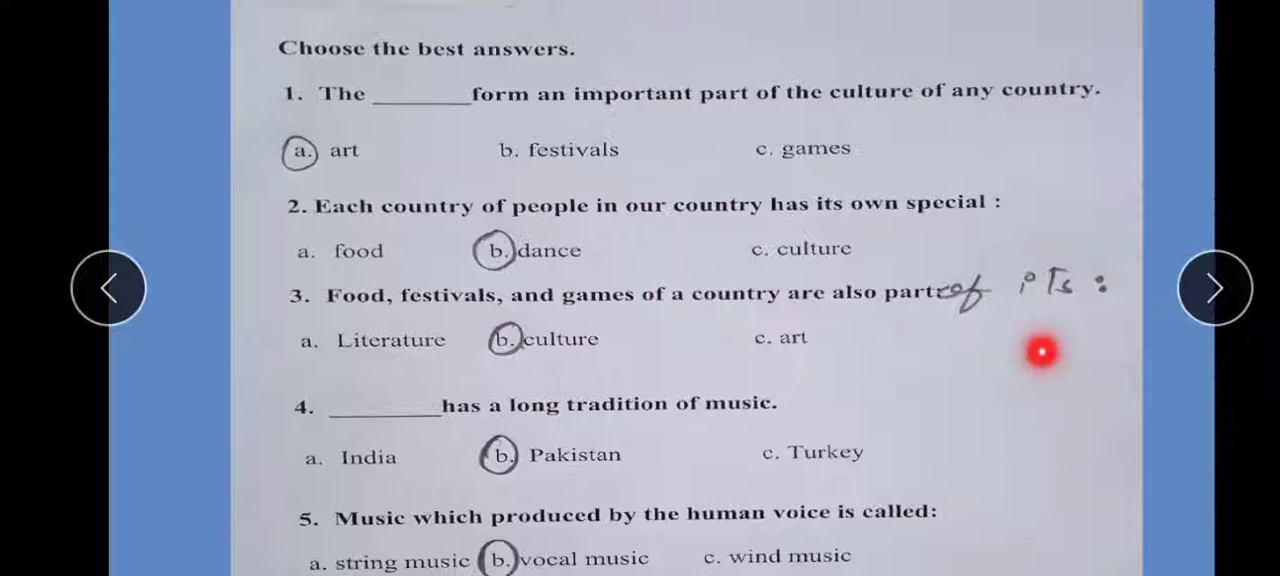 Choose the best answers.
1. The ________ form an important part of the culture of any country.
a. art b. festivals c. games
2. Each country of people in our country has its own special :
a. food b. dance c. culture
3. Food, festivals, and games of a country are also part of its :
a. Literature b. culture c. art
4. _________ has a long tradition of music.
a. India b. Pakistan c. Turkey
5. Music which produced by the human voice is called:
a. string music b. vocal music c. wind music